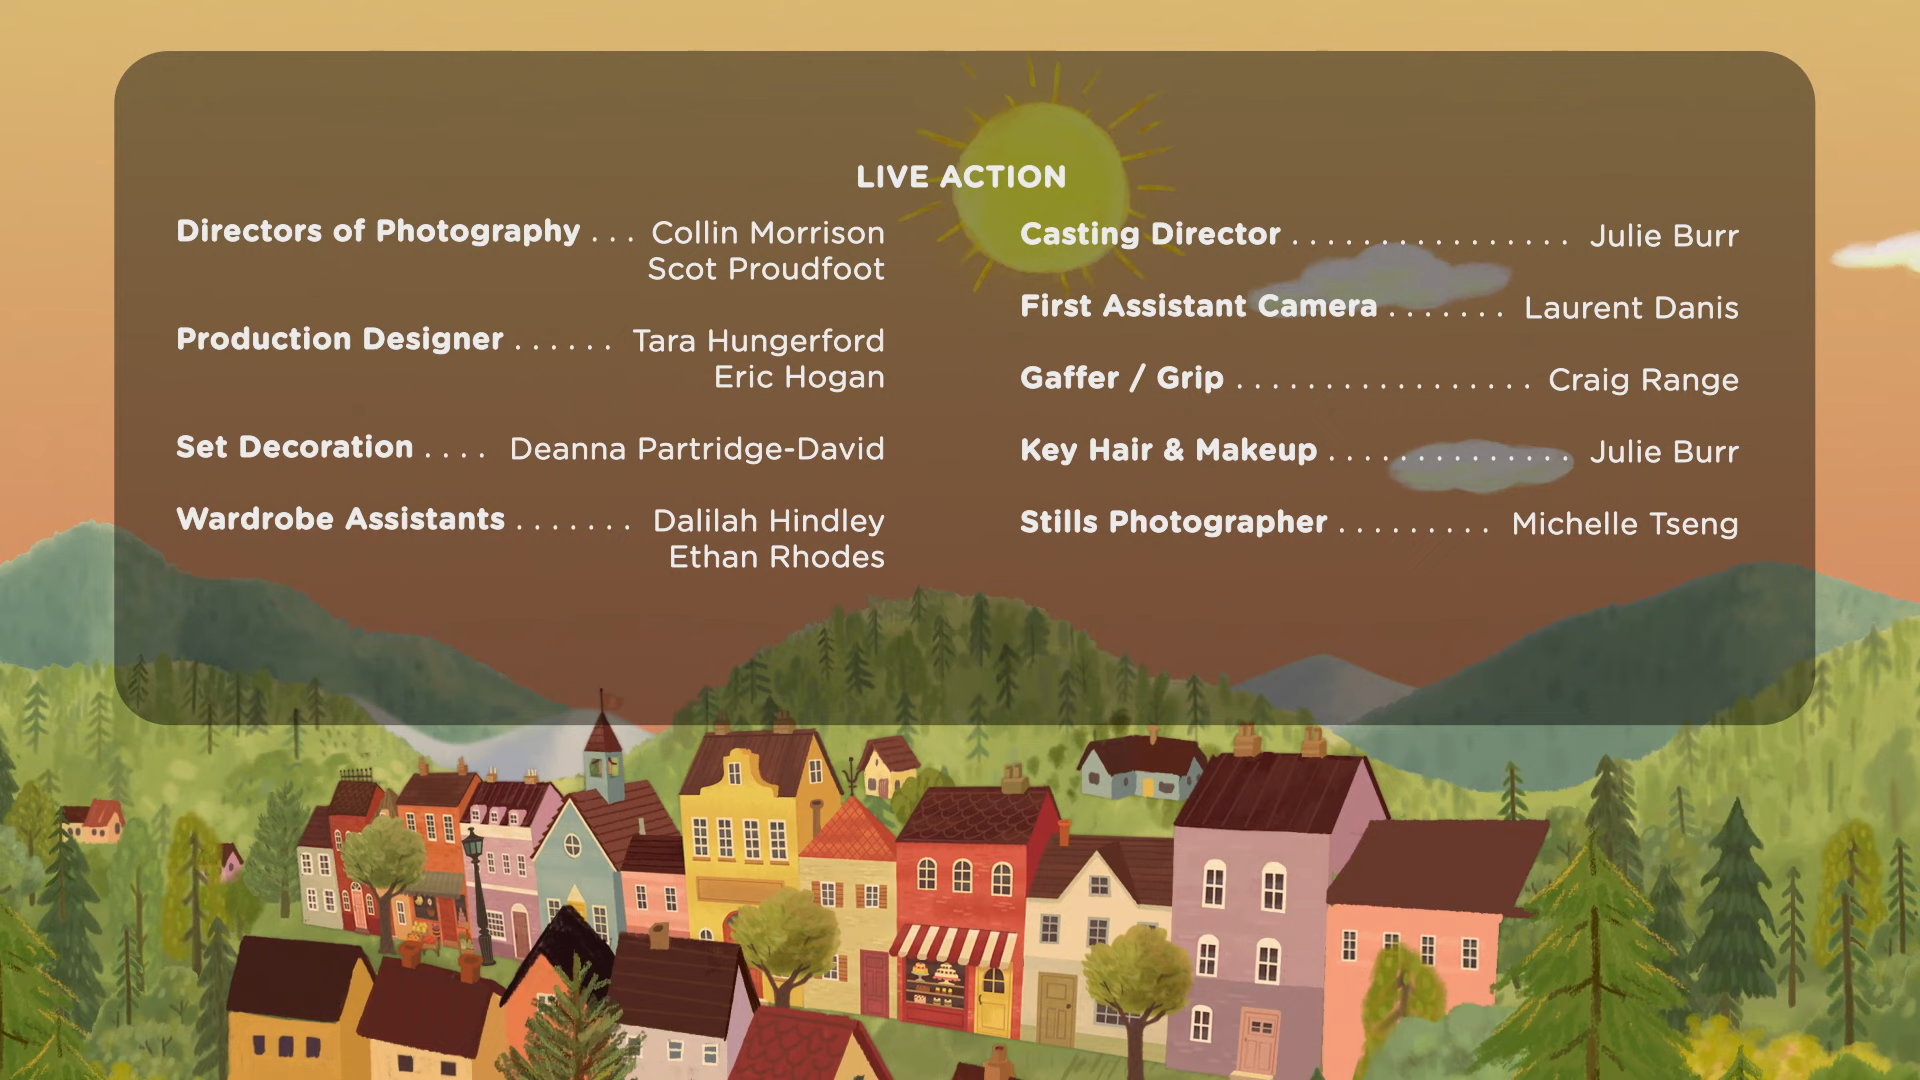 LIVE ACTION
Directors of Photography . . . Collin Morrison
Scot Proudfoot
Production Designer . . . . . . Tara Hungerford
Eric Hogan
Set Decoration . . . . Deanna Partridge-David
Wardrobe Assistants . . . . . . . Dalilah Hindley
Ethan Rhodes
Casting Director . . . . . . . . . . . . . . . . Julie Burr
First Assistant Camera . . . . . . . . Laurent Danis
Gaffer / Grip . . . . . . . . . . . . . . . . . Craig Range
Key Hair & Makeup . . . . . . . . . . . . . . Julie Burr
Stills Photographer . . . . . . . . . Michelle Tseng